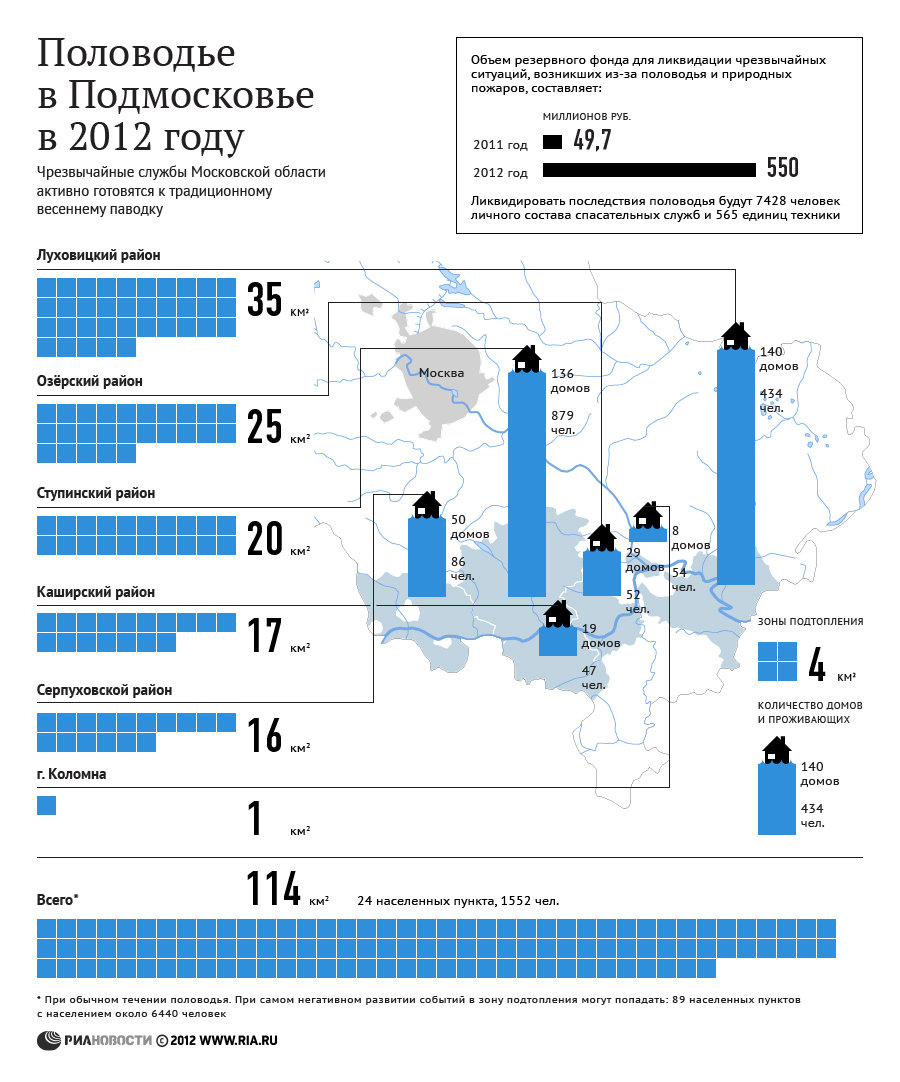 Половодье
в Подмосковье
в 2012 году
Чрезвычайные службы Московской области
активно готовятся к традиционному
весеннему паводку
Объем резервного фонда для ликвидации чрезвычайных
ситуаций, возникших из-за половодья и природных
пожаров, составляет:
МИЛЛИОНОВ РУБ.
2011 год 49,7
2012 год 550
Ликвидировать последствия половодья будут 7428 человек
личного состава спасательных служб и 565 единиц техники
Луховицкий район
35 км²
Озёрский район
25 км²
Ступинский район
20 км²
Каширский район
17 км²
Серпуховской район
16 км²
г. Коломна
1 км²
Москва
136
домов
879
чел.
140
домов
434
чел.
50
домов
86
чел.
8
домов
54
чел.
29
домов
52
чел.
19
домов
47
чел.
ЗОНЫ ПОДТОПЛЕНИЯ
4 км²
КОЛИЧЕСТВО ДОМОВ
И ПРОЖИВАЮЩИХ
140
домов
434
чел.
Всего* 114 км² 24 населенных пункта, 1552 чел.
* При обычном течении половодья. При самом негативном развитии событий в зону подтопления могут попадать: 89 населенных пунктов
с населением около 6440 человек
РИАНОВОСТИ © 2012 WWW.RIA.RU